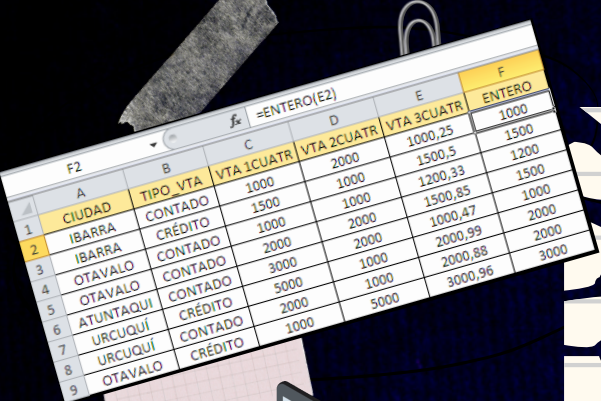 F2 fx =ENTERO(E2)
A B C D E F
1 CIUDAD TIPO_VTA VTA 1CUATR VTA 2CUATR VTA 3CUATR ENTERO
2 IBARRA CONTADO 1000 2000 1000,25 1000
3 IBARRA CRÉDITO 1500 1000 1500,5 1500
4 OTAVALO CONTADO 1000 1000 1200,33 1200
5 OTAVALO CONTADO 2000 2000 1500,85 1500
6 ATUNTAQUI CONTADO 3000 2000 1000,47 1000
7 URCUQUÍ CRÉDITO 5000 1000 2000,99 2000
8 URCUQUÍ CONTADO 2000 1000 2000,88 2000
9 OTAVALO CRÉDITO 1000 5000 3000,96 3000